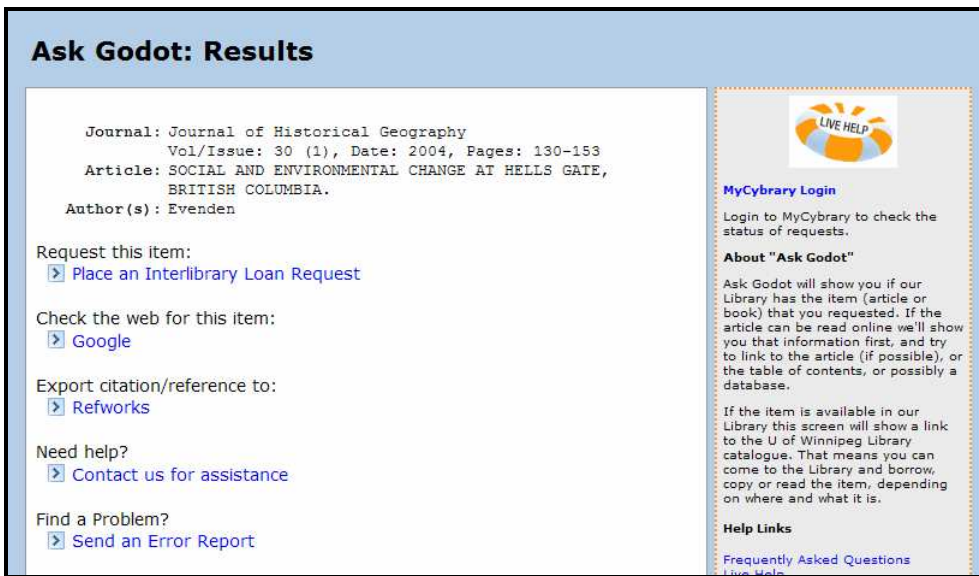 Ask Godot: Results
Journal: Journal of Historical Geography
Vol/Issue: 30 (1), Date: 2004, Pages: 130-153
Article: SOCIAL AND ENVIRONMENTAL CHANGE AT HELLS GATE,
BRITISH COLUMBIA.
Author(s): Evenden
Request this item:
Place an Interlibrary Loan Request
Check the web for this item:
Google
Export citation/reference to:
Refworks
Need help?
Contact us for assistance
Find a Problem?
Send an Error Report
LIVE HELP
MyCybrary Login
Login to MyCybrary to check the
status of requests.
About "Ask Godot"
Ask Godot will show you if our
Library has the item (article or
book) that you requested. If the
article can be read online we'll show
you that information first, and try
to link to the article (if possible), or
the table of contents, or possibly a
database.
If the item is available in our
Library this screen will show a link
to the U of Winnipeg Library
catalogue. That means you can
come to the Library and borrow,
copy or read the item, depending
on where and what it is.
Help Links
Frequently Asked Questions
Live Help